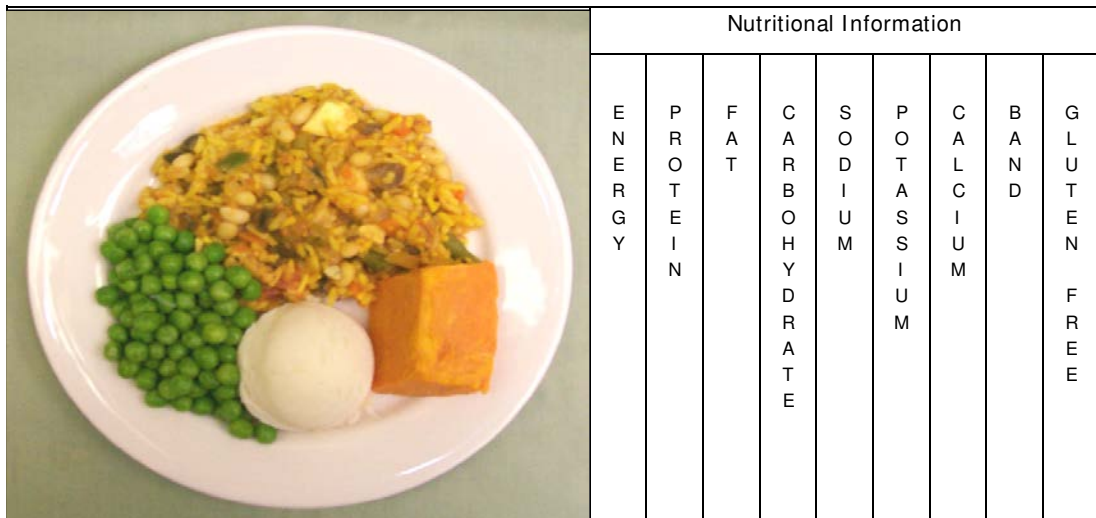 Nutritional Information
ENERGY
PROTEIN
FAT
CARBOHYDRATE
SODIUM
POTASSIUM
CALCIUM
BAND
GLUTEN FREE